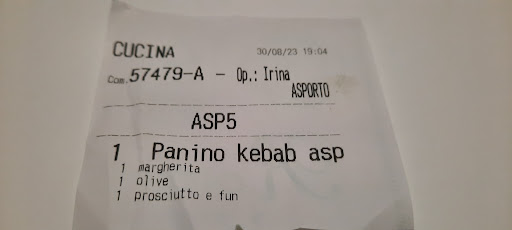 CUCINA 30/08/23 19:04
Com.57479-A - Op.: Irina
ASPORTO
ASP5
1 Panino kebab asp
1 margherita
1 olive
1 prosciutto e fun